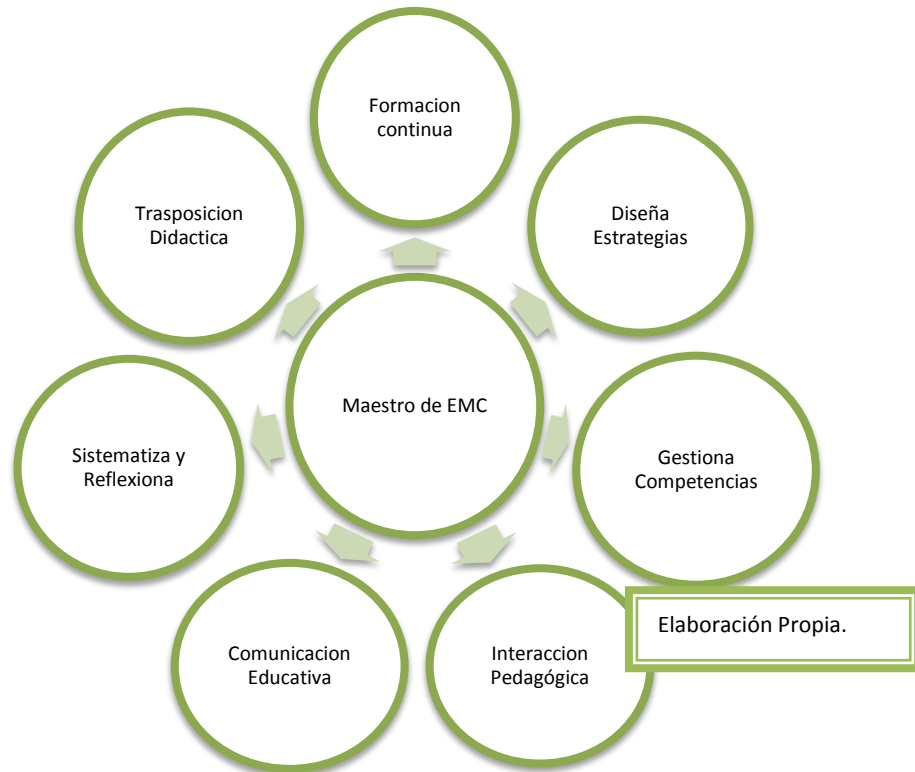 Formacion
continua
Trasposicion
Didactica
Diseña
Estrategias
Maestro de EMC
Sistematiza y
Reflexiona
Gestiona
Competencias
Elaboración Propia.
Comunicacion
Educativa
Interaccion
Pedagógica